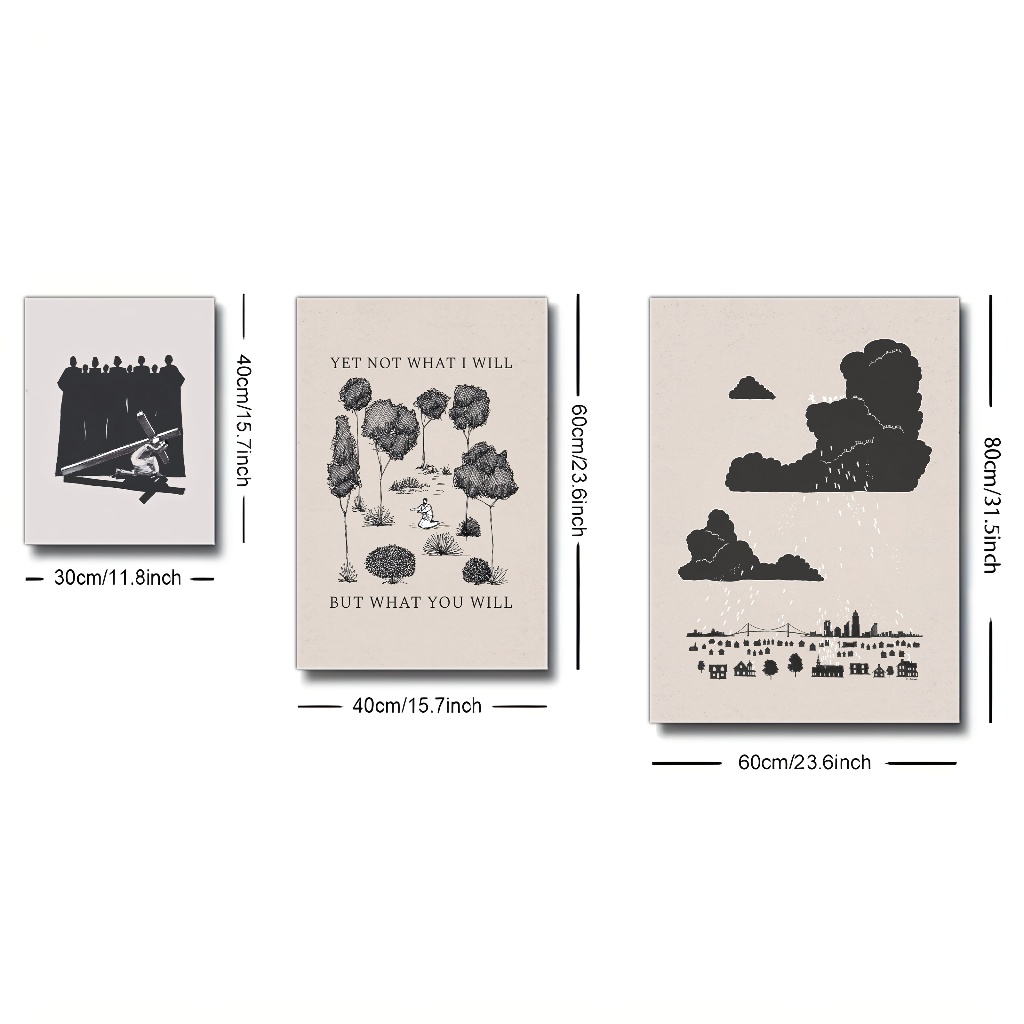 40cm/15.7inch
30cm/11.8inch
YET NOT WHAT I WILL
BUT WHAT YOU WILL
60cm/23.6inch
40cm/15.7inch
80cm/31.5inch
60cm/23.6inch